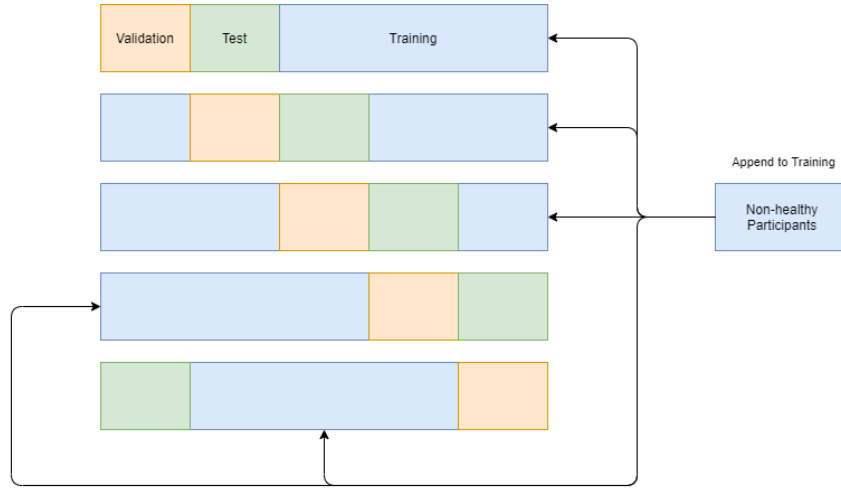 Validation
Test
Training
Append to Training
Non-healthy
Participants